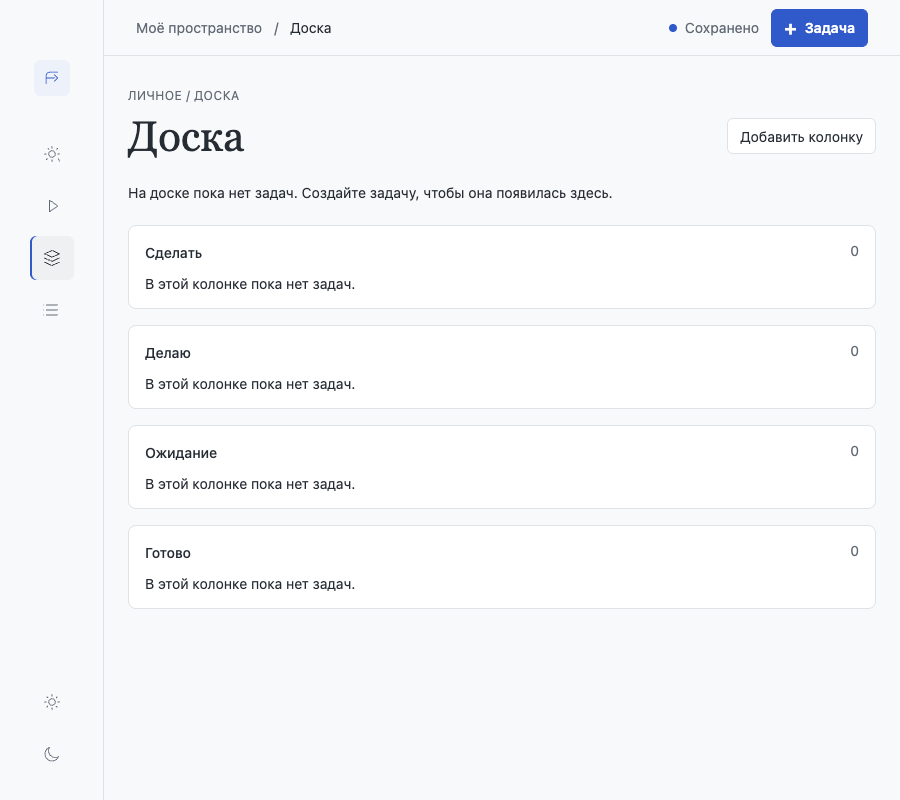 Моё пространство / Доска
Сохранено
+ Задача
ЛИЧНОЕ / ДОСКА
Доска
Добавить колонку
На доске пока нет задач. Создайте задачу, чтобы она появилась здесь.
Сделать 0
В этой колонке пока нет задач.
Делаю 0
В этой колонке пока нет задач.
Ожидание 0
В этой колонке пока нет задач.
Готово 0
В этой колонке пока нет задач.